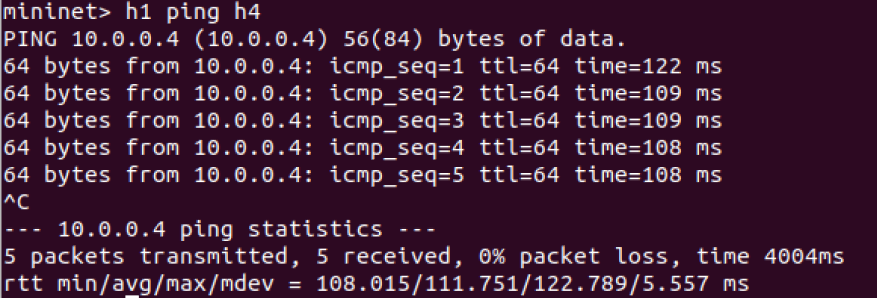 mininet> h1 ping h4
PING 10.0.0.4 (10.0.0.4) 56(84) bytes of data.
64 bytes from 10.0.0.4: icmp_seq=1 ttl=64 time=122 ms
64 bytes from 10.0.0.4: icmp_seq=2 ttl=64 time=109 ms
64 bytes from 10.0.0.4: icmp_seq=3 ttl=64 time=109 ms
64 bytes from 10.0.0.4: icmp_seq=4 ttl=64 time=108 ms
64 bytes from 10.0.0.4: icmp_seq=5 ttl=64 time=108 ms
^C
--- 10.0.0.4 ping statistics ---
5 packets transmitted, 5 received, 0% packet loss, time 4004ms
rtt min/avg/max/mdev = 108.015/111.751/122.789/5.557 ms